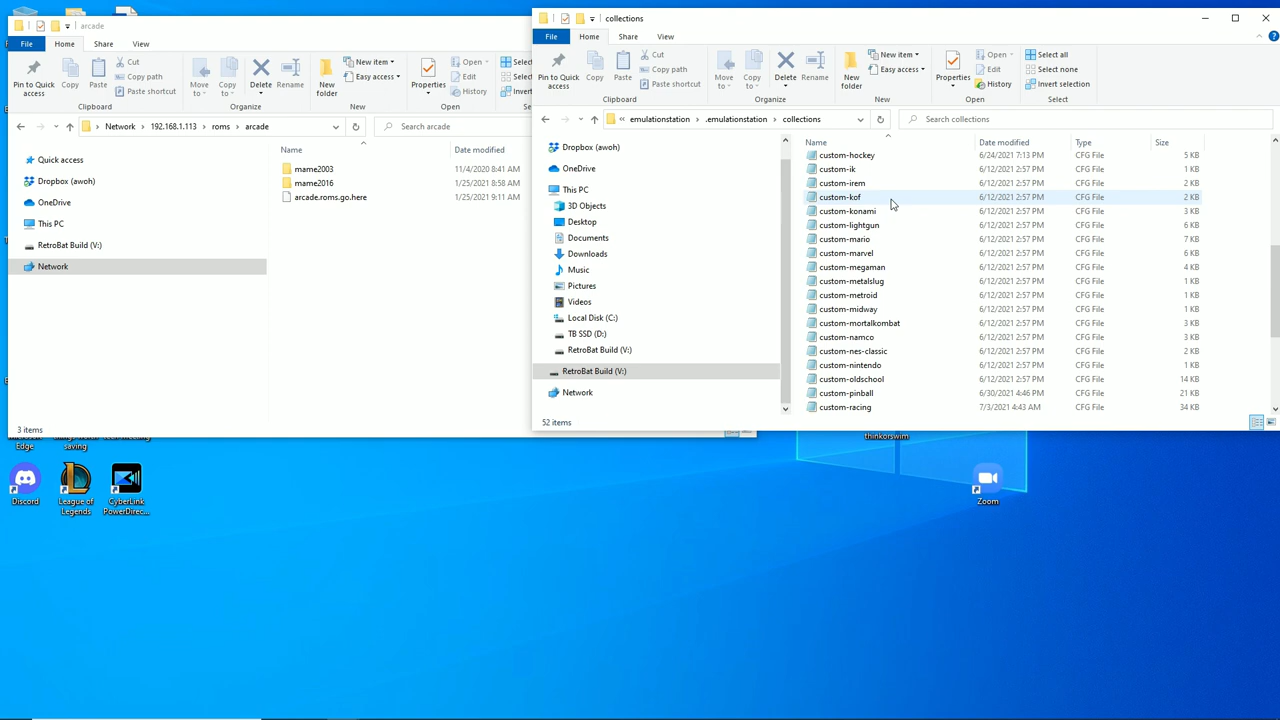 arcade
File
Home
Share
View
Pin to Quick access
Copy
Paste
Cut
Copy path
Paste shortcut
Clipboard
Move to
Copy to
Delete
Rename
Organize
New folder
New item
Easy access
New
Properties
Open
Edit
History
Open
Network
192.168.1.113
roms
arcade
Search arcade
Quick access
Dropbox (awoh)
OneDrive
This PC
RetroBat Build (V:)
Network
Name
Date modified
mame2003 11/4/2020 8:41 AM
mame2016 1/25/2021 8:58 AM
arcade.roms.go.here 1/25/2021 9:11 AM
3 items
collections
File
Home
Share
View
Pin to Quick access
Copy
Paste
Cut
Copy path
Paste shortcut
Clipboard
Move to
Copy to
Delete
Rename
Organize
New folder
New item
Easy access
New
Properties
Open
Edit
History
Open
Select all
Select none
Invert selection
Select
emulationstation
.emulationstation
collections
Search collections
Dropbox (awoh)
OneDrive
This PC
3D Objects
Desktop
Documents
Downloads
Music
Pictures
Videos
Local Disk (C:)
TB SSD (D:)
RetroBat Build (V:)
RetroBat Build (V:)
Network
Name Date modified Type Size
custom-hockey 6/24/2021 7:13 PM CFG File 5 KB
custom-ik 6/12/2021 2:57 PM CFG File 1 KB
custom-irem 6/12/2021 2:57 PM CFG File 2 KB
custom-kof 6/12/2021 2:57 PM CFG File 2 KB
custom-konami 6/12/2021 2:57 PM CFG File 3 KB
custom-lightgun 6/12/2021 2:57 PM CFG File 6 KB
custom-mario 6/12/2021 2:57 PM CFG File 7 KB
custom-marvel 6/12/2021 2:57 PM CFG File 6 KB
custom-megaman 6/12/2021 2:57 PM CFG File 4 KB
custom-metalslug 6/12/2021 2:57 PM CFG File 1 KB
custom-metroid 6/12/2021 2:57 PM CFG File 1 KB
custom-midway 6/12/2021 2:57 PM CFG File 1 KB
custom-mortalkombat 6/12/2021 2:57 PM CFG File 3 KB
custom-namco 6/12/2021 2:57 PM CFG File 3 KB
custom-nes-classic 6/12/2021 2:57 PM CFG File 2 KB
custom-nintendo 6/12/2021 2:57 PM CFG File 1 KB
custom-oldschool 6/12/2021 2:57 PM CFG File 14 KB
custom-pinball 6/30/2021 4:46 PM CFG File 21 KB
custom-racing 7/3/2021 4:43 AM CFG File 34 KB
52 items
Edge
saving
Discord
League of Legends
CyberLink PowerDirec...
thinkorswim
Zoom